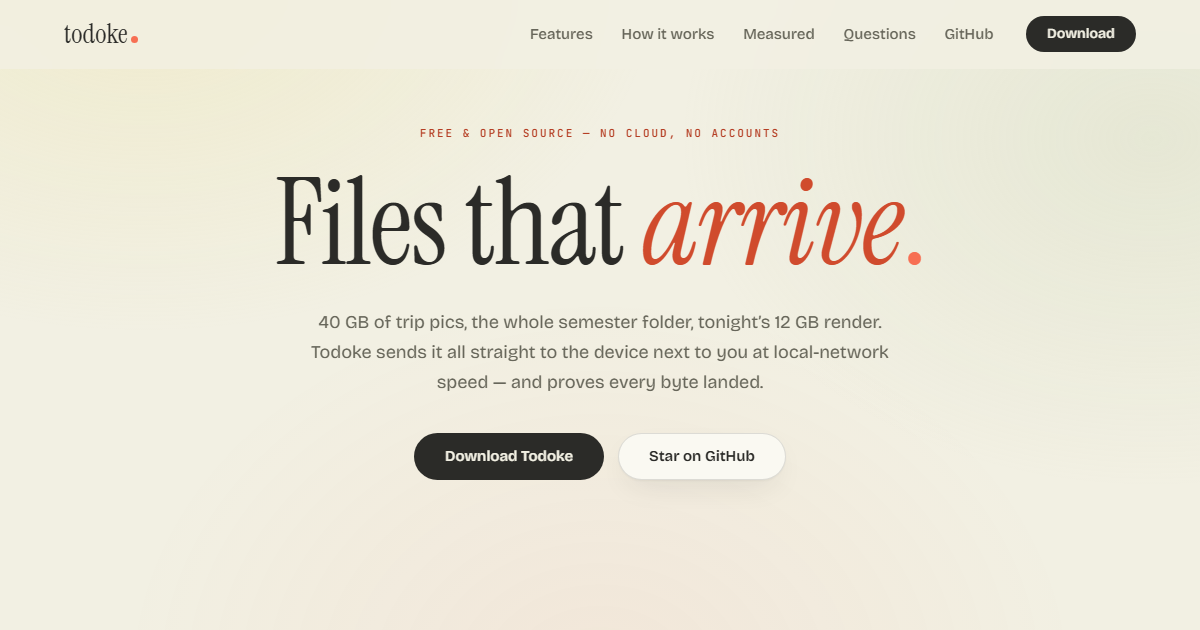 todoke.
Features How it works Measured Questions GitHub Download
FREE & OPEN SOURCE — NO CLOUD, NO ACCOUNTS
Files that arrive.
40 GB of trip pics, the whole semester folder, tonight's 12 GB render.
Todoke sends it all straight to the device next to you at local-network
speed — and proves every byte landed.
Download Todoke Star on GitHub